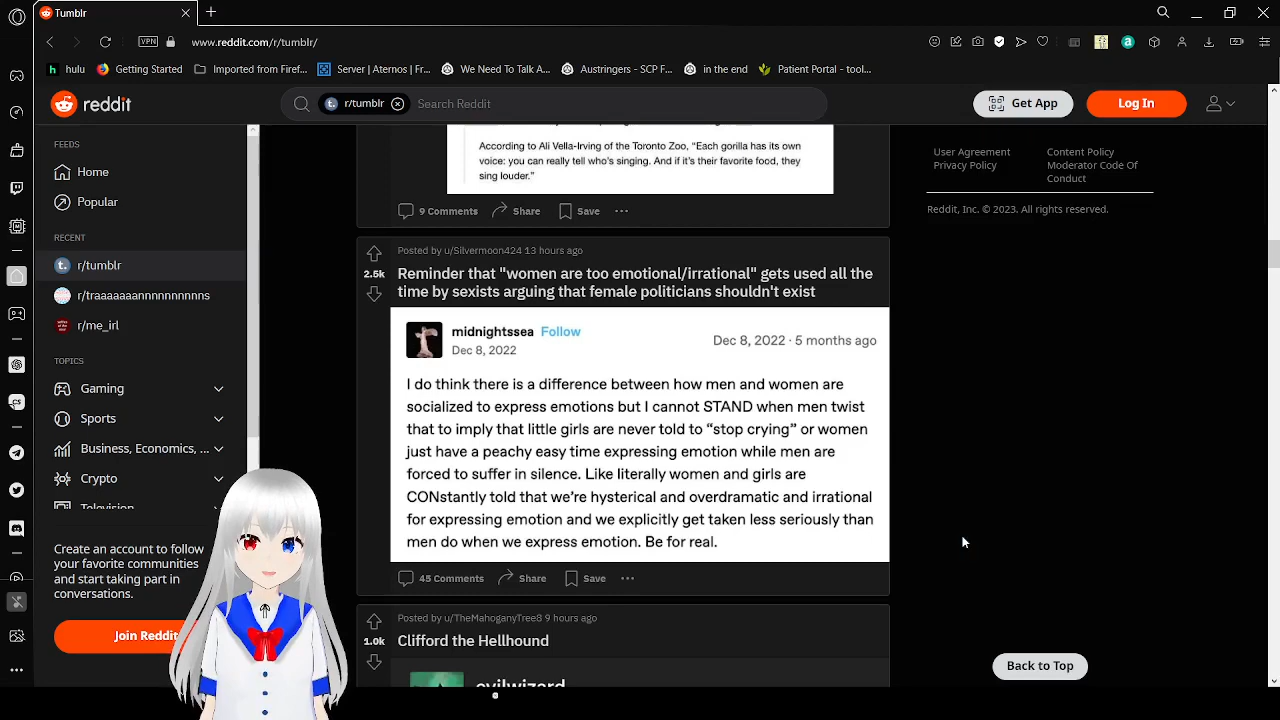 Tumblr
VPN
www.reddit.com/r/tumblr/
hulu
Getting Started
Imported from Firef...
Server | Aternos | Fr...
We Need To Talk A...
Austringers - SCP F...
in the end
Patient Portal - tool...
reddit
r/tumblr
Search Reddit
Get App
Log In
FEEDS
Home
Popular
RECENT
r/tumblr
r/traaaaaaannnnnnnnns
r/me_irl
TOPICS
Gaming
Sports
Business, Economics, ...
Crypto
Television
Create an account to follow
your favorite communities
and start taking part in
conversations.
Join Reddit
According to Ali Vella-Irving of the Toronto Zoo, “Each gorilla has its own
voice: you can really tell who’s singing. And if it’s their favorite food, they
sing louder.”
9 Comments
Share
Save
Posted by u/Silvermoon424 13 hours ago
2.5k
Reminder that "women are too emotional/irrational" gets used all the
time by sexists arguing that female politicians shouldn't exist
midnightssea Follow
Dec 8, 2022
Dec 8, 2022 · 5 months ago
I do think there is a difference between how men and women are
socialized to express emotions but I cannot STAND when men twist
that to imply that little girls are never told to “stop crying” or women
just have a peachy easy time expressing emotion while men are
forced to suffer in silence. Like literally women and girls are
CONstantly told that we’re hysterical and overdramatic and irrational
for expressing emotion and we explicitly get taken less seriously than
men do when we express emotion. Be for real.
45 Comments
Share
Save
Posted by u/TheMahoganyTree8 9 hours ago
1.0k
Clifford the Hellhound
evilwizard
User Agreement
Privacy Policy
Content Policy
Moderator Code Of
Conduct
Reddit, Inc. © 2023. All rights reserved.
Back to Top